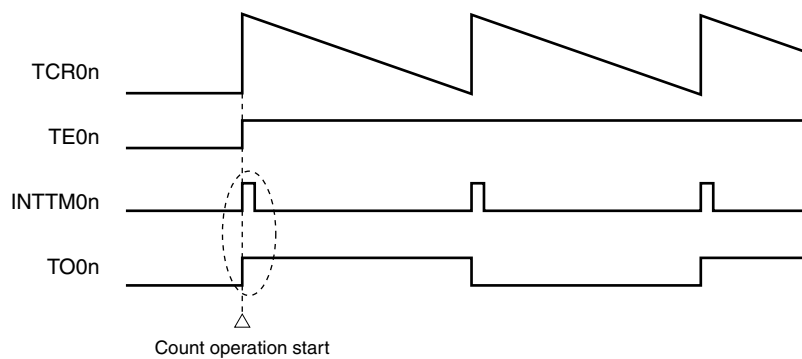 TCR0n
TE0n
INTTM0n
TO0n
Count operation start